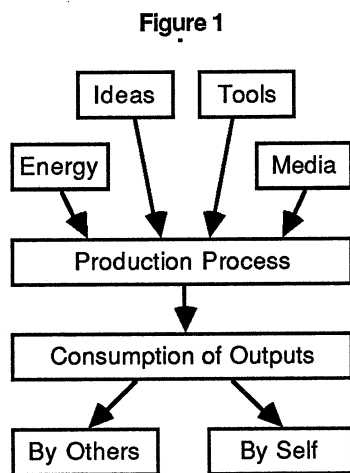 Figure 1
Ideas
Tools
Energy
Media
Production Process
Consumption of Outputs
By Others
By Self